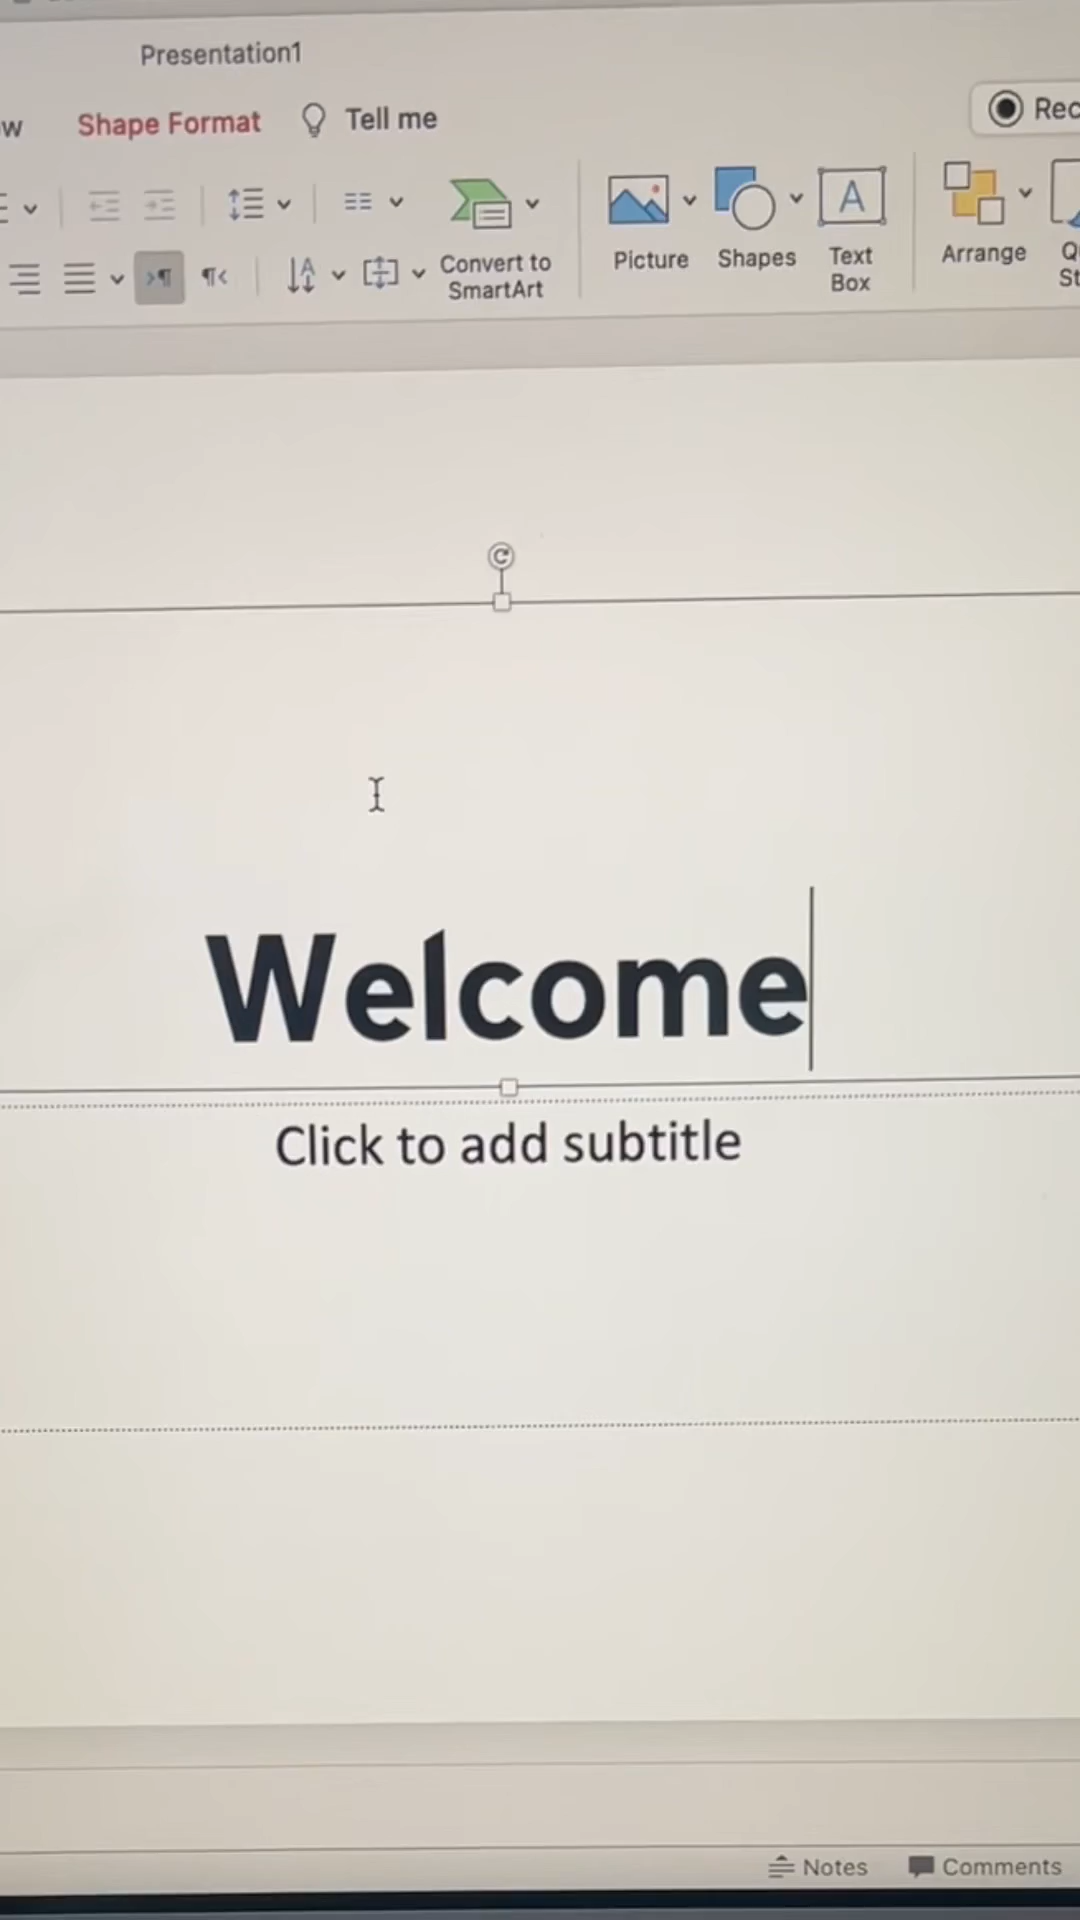 Presentation1
w Shape Format Tell me
Rec
Convert to
SmartArt
Picture
Shapes
Text
Box
Arrange
Q
St
Welcome
Click to add subtitle
Notes Comments